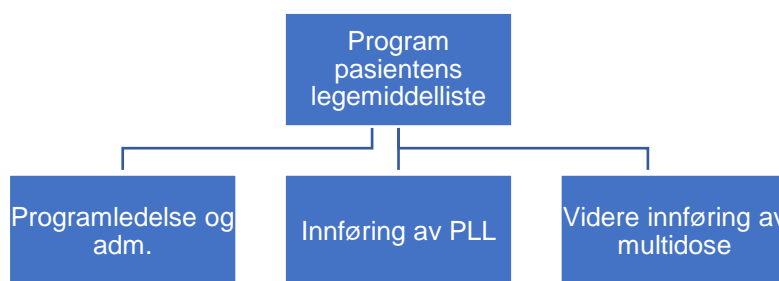 Program
pasientens
legemiddelliste
Programledelse og
adm.
Innføring av PLL
Videre innføring av
multidose